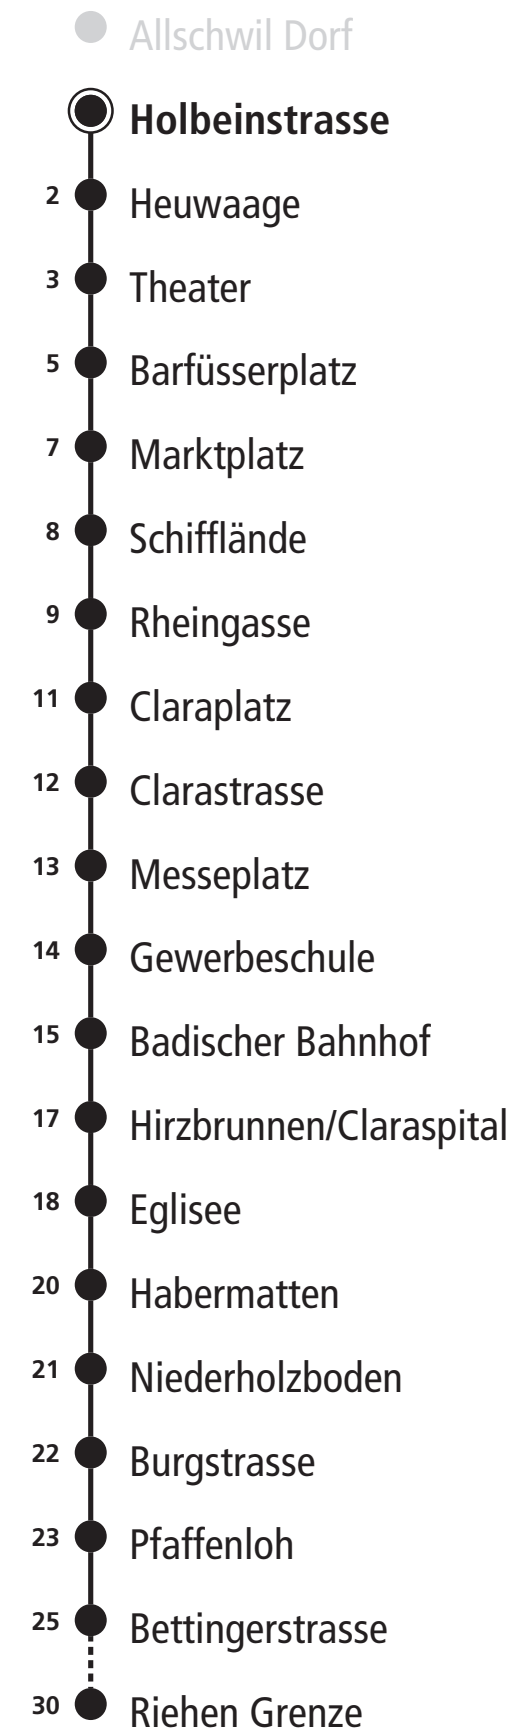 Allschwil Dorf
Holbeinstrasse
2 Heuwaage
3 Theater
5 Barfüsserplatz
7 Marktplatz
8 Schifflände
9 Rheingasse
11 Claraplatz
12 Clarastrasse
13 Messeplatz
14 Gewerbeschule
15 Badischer Bahnhof
17 Hirzbrunnen/Claraspital
18 Eglisee
20 Habermatten
21 Niederholzboden
22 Burgstrasse
23 Pfaffenloh
25 Bettingerstrasse
30 Riehen Grenze